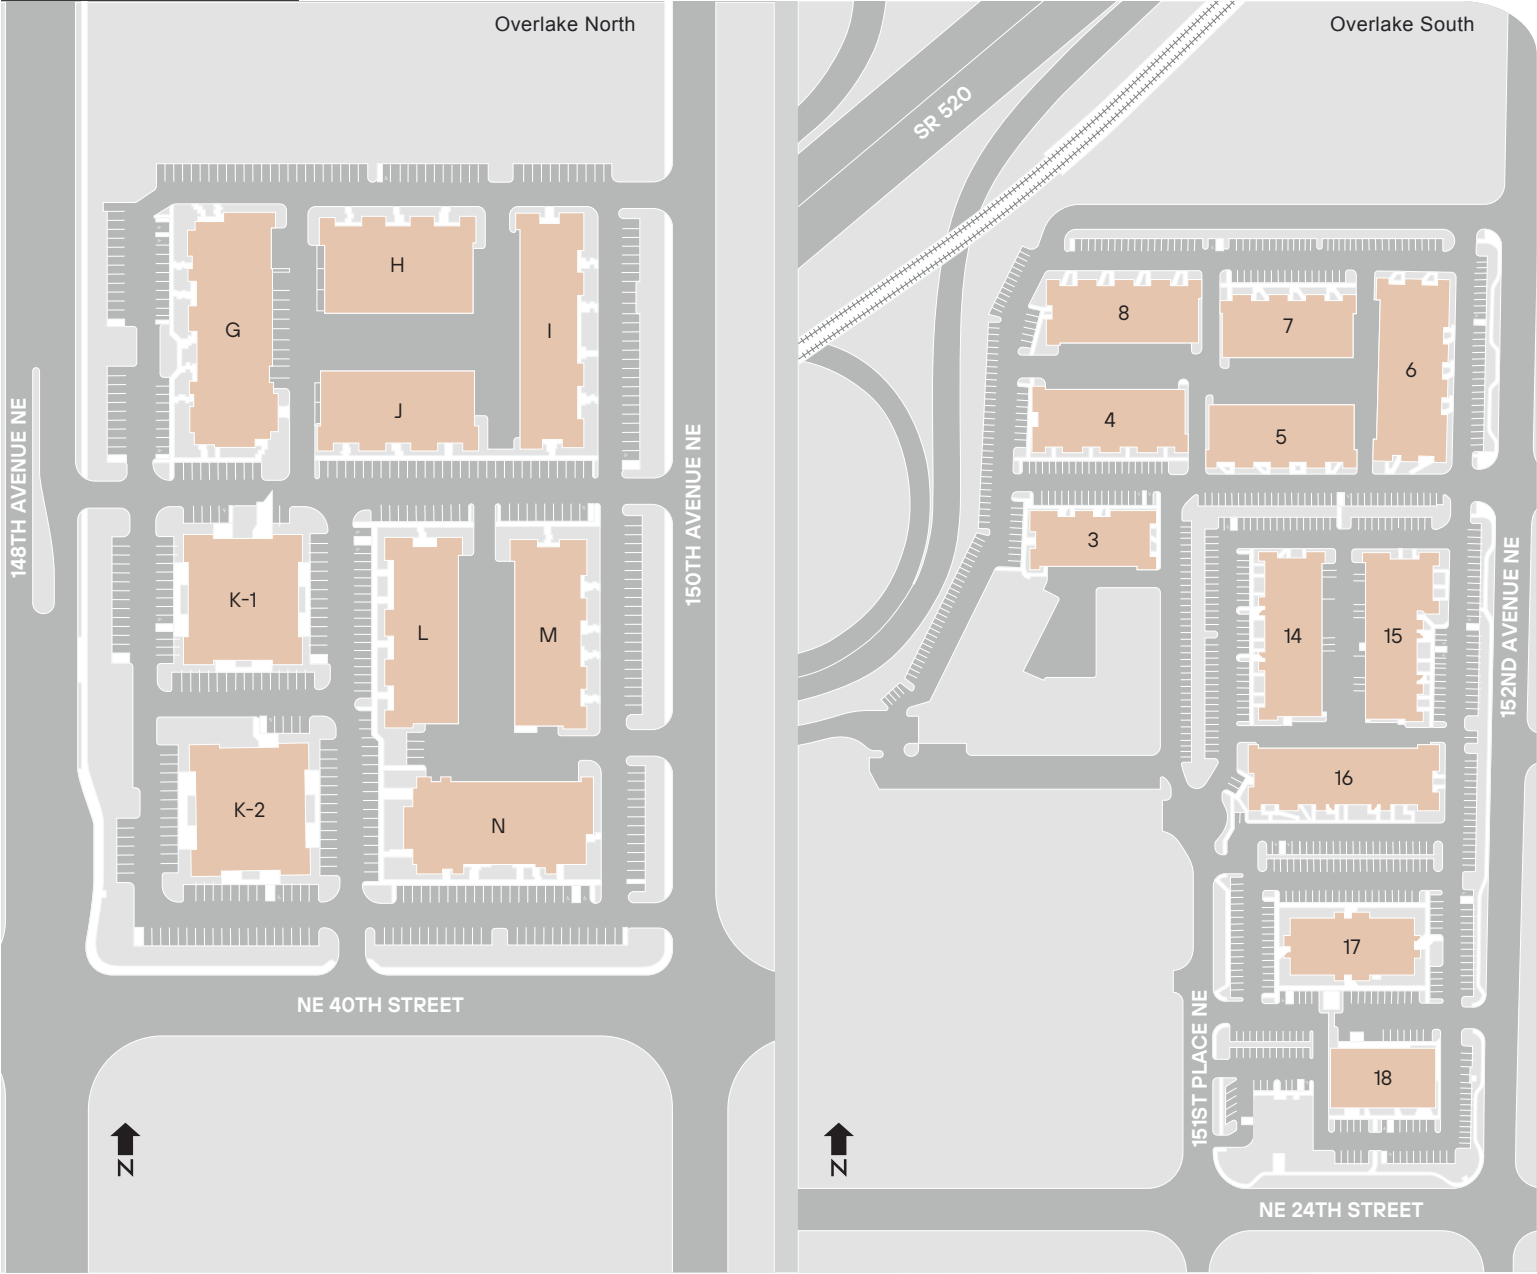 Overlake North
148TH AVENUE NE
G
H
I
J
K-1
L
M
K-2
N
150TH AVENUE NE
NE 40TH STREET
N
Overlake South
SR 520
8
7
6
4
5
3
14
15
16
17
18
152ND AVENUE NE
151ST PLACE NE
NE 24TH STREET
N